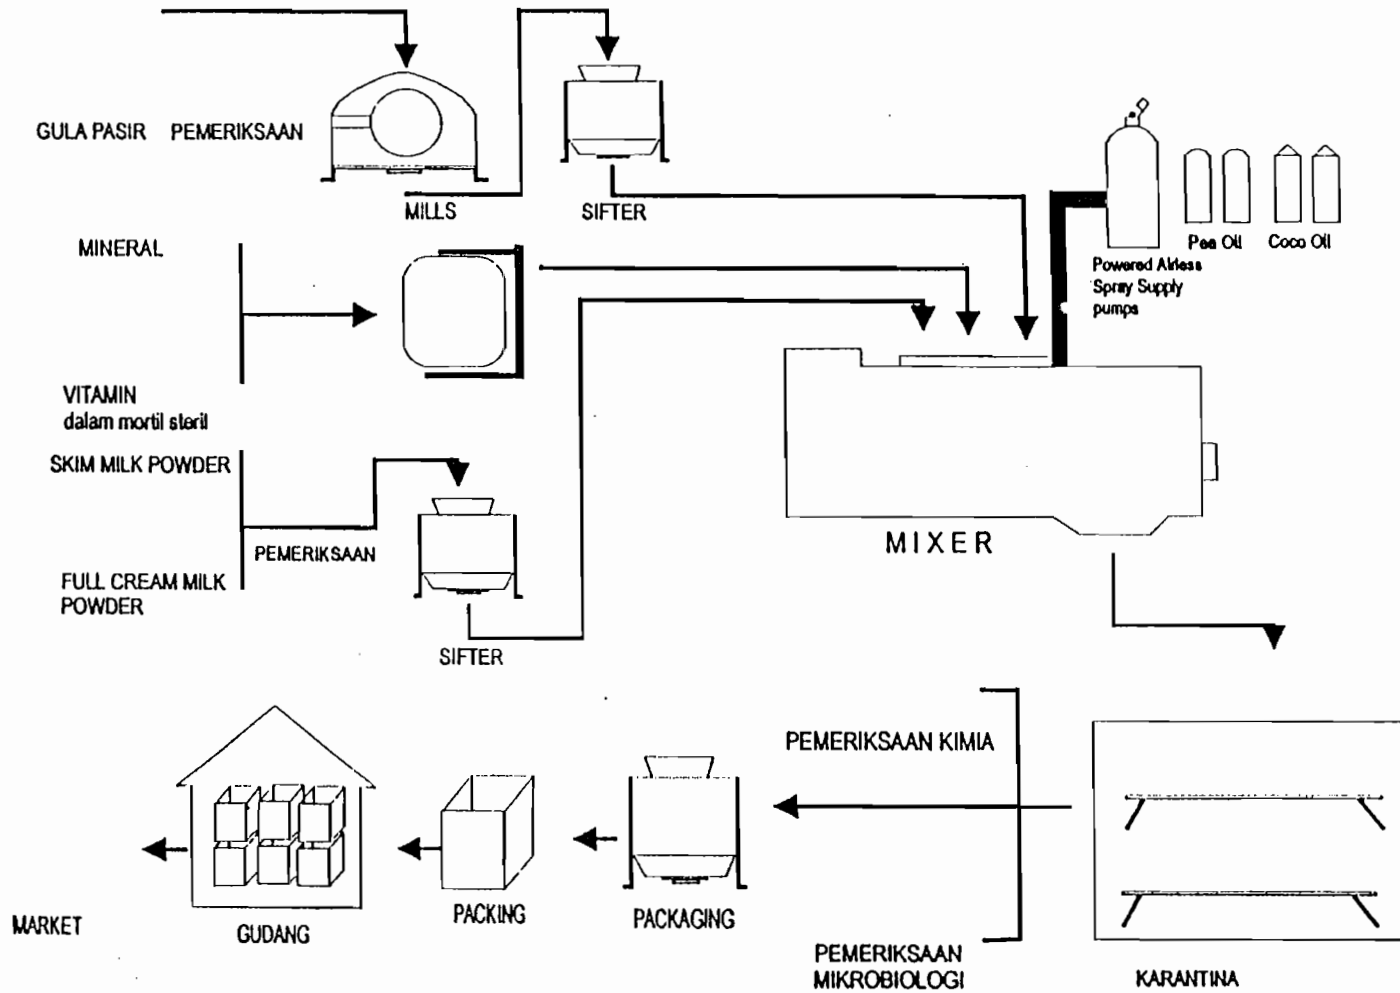 GULA PASIR
PEMERIKSAAN
MILLS
SIFTER
Pea Oil
Coco Oil
Powered Airless
Spray Supply
pumps
MINERAL
VITAMIN
dalam mortil steril
SKIM MILK POWDER
PEMERIKSAAN
FULL CREAM MILK
POWDER
SIFTER
MIXER
PEMERIKSAAN KIMIA
MARKET
GUDANG
PACKING
PACKAGING
PEMERIKSAAN
MIKROBIOLOGI
KARANTINA